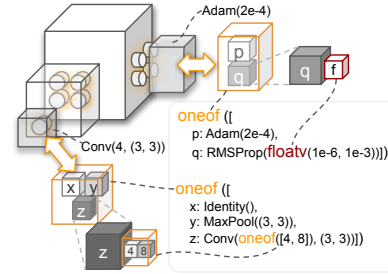 Adam(2e-4)
p
q
q
f
oneof ([
p: Adam(2e-4),
q: RMSProp(floatv(1e-6, 1e-3))])
Conv(4, (3, 3))
x
y
z
oneof ([
x: Identity(),
y: MaxPool((3, 3)),
z: Conv(oneof([4, 8]), (3, 3))])
z
4 8